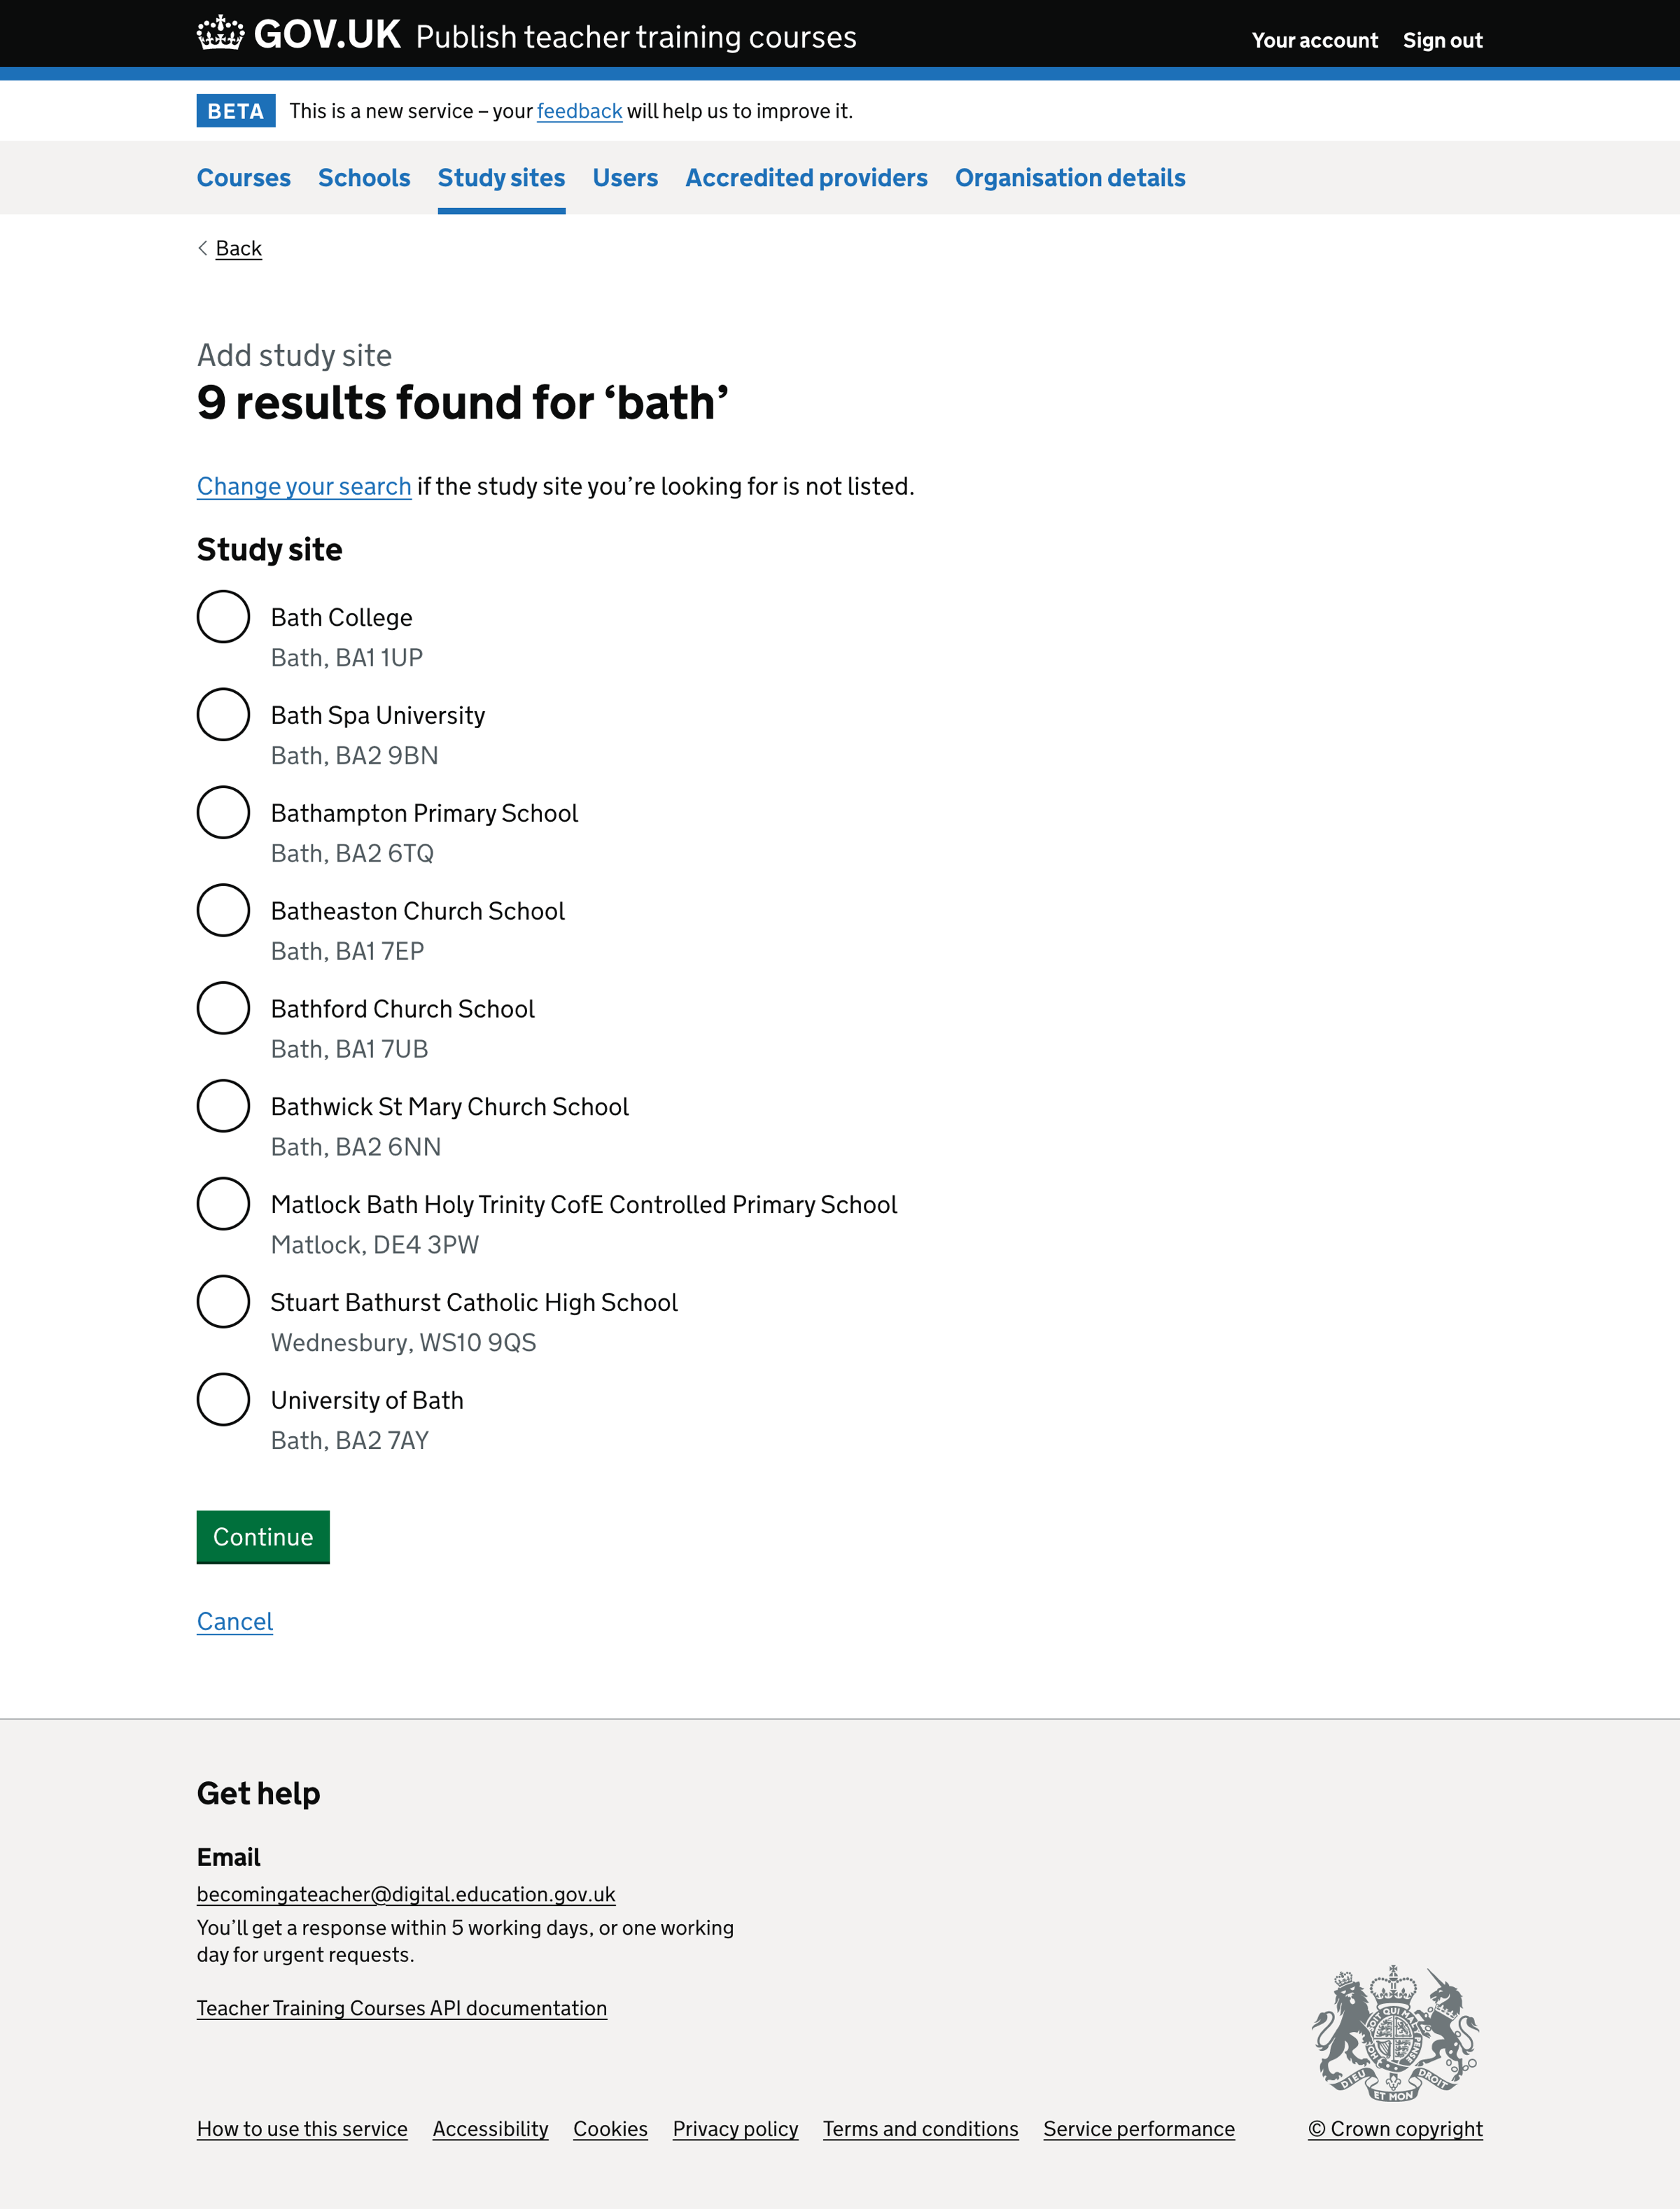 GOV.UK Publish teacher training courses
Your account Sign out
BETA This is a new service – your feedback will help us to improve it.
Courses Schools Study sites Users Accredited providers Organisation details
Back
Add study site
9 results found for ‘bath’
Change your search if the study site you’re looking for is not listed.
Study site
Bath College
Bath, BA1 1UP
Bath Spa University
Bath, BA2 9BN
Bathampton Primary School
Bath, BA2 6TQ
Batheaston Church School
Bath, BA1 7EP
Bathford Church School
Bath, BA1 7UB
Bathwick St Mary Church School
Bath, BA2 6NN
Matlock Bath Holy Trinity CofE Controlled Primary School
Matlock, DE4 3PW
Stuart Bathurst Catholic High School
Wednesbury, WS10 9QS
University of Bath
Bath, BA2 7AY
Continue
Cancel
Get help
Email
becomingateacher@digital.education.gov.uk
You’ll get a response within 5 working days, or one working
day for urgent requests.
Teacher Training Courses API documentation
DIEU ET MON DROIT
How to use this service Accessibility Cookies Privacy policy Terms and conditions Service performance
© Crown copyright